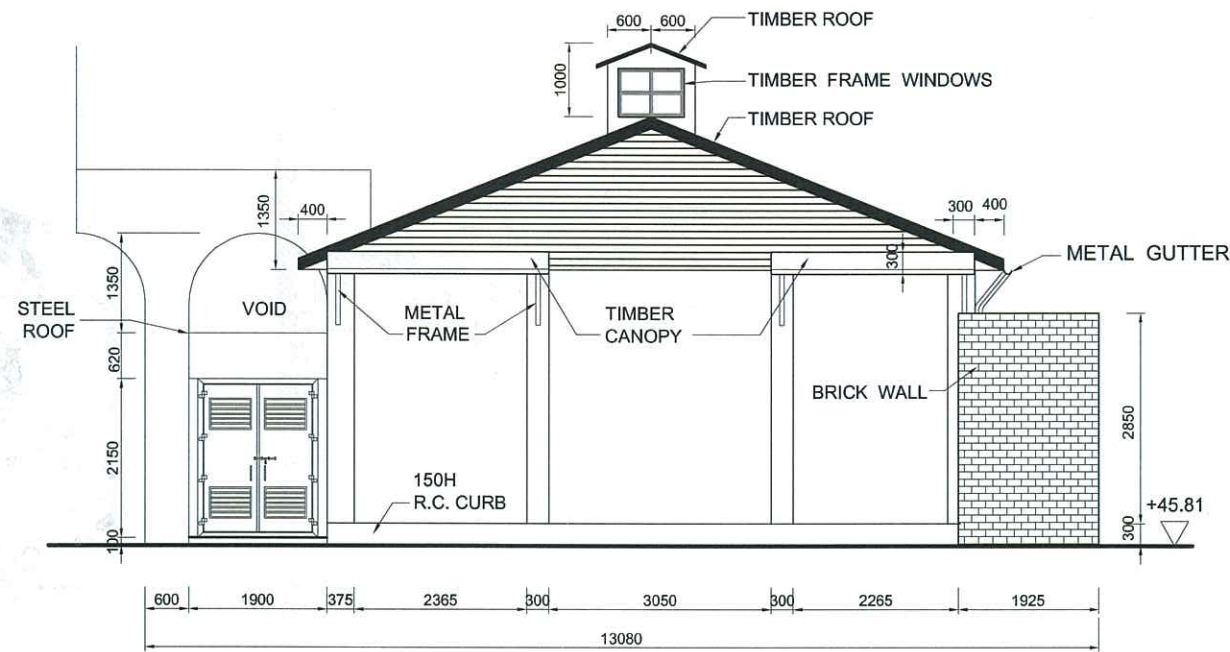 600
600
TIMBER ROOF
1000
TIMBER FRAME WINDOWS
TIMBER ROOF
1350
400
300
400
300
METAL GUTTER
1350
STEEL
ROOF
VOID
METAL
FRAME
TIMBER
CANOPY
620
BRICK WALL
2850
2150
150H
R.C. CURB
+45.81
100
300
600
1900
375
2365
300
3050
300
2265
1925
13080